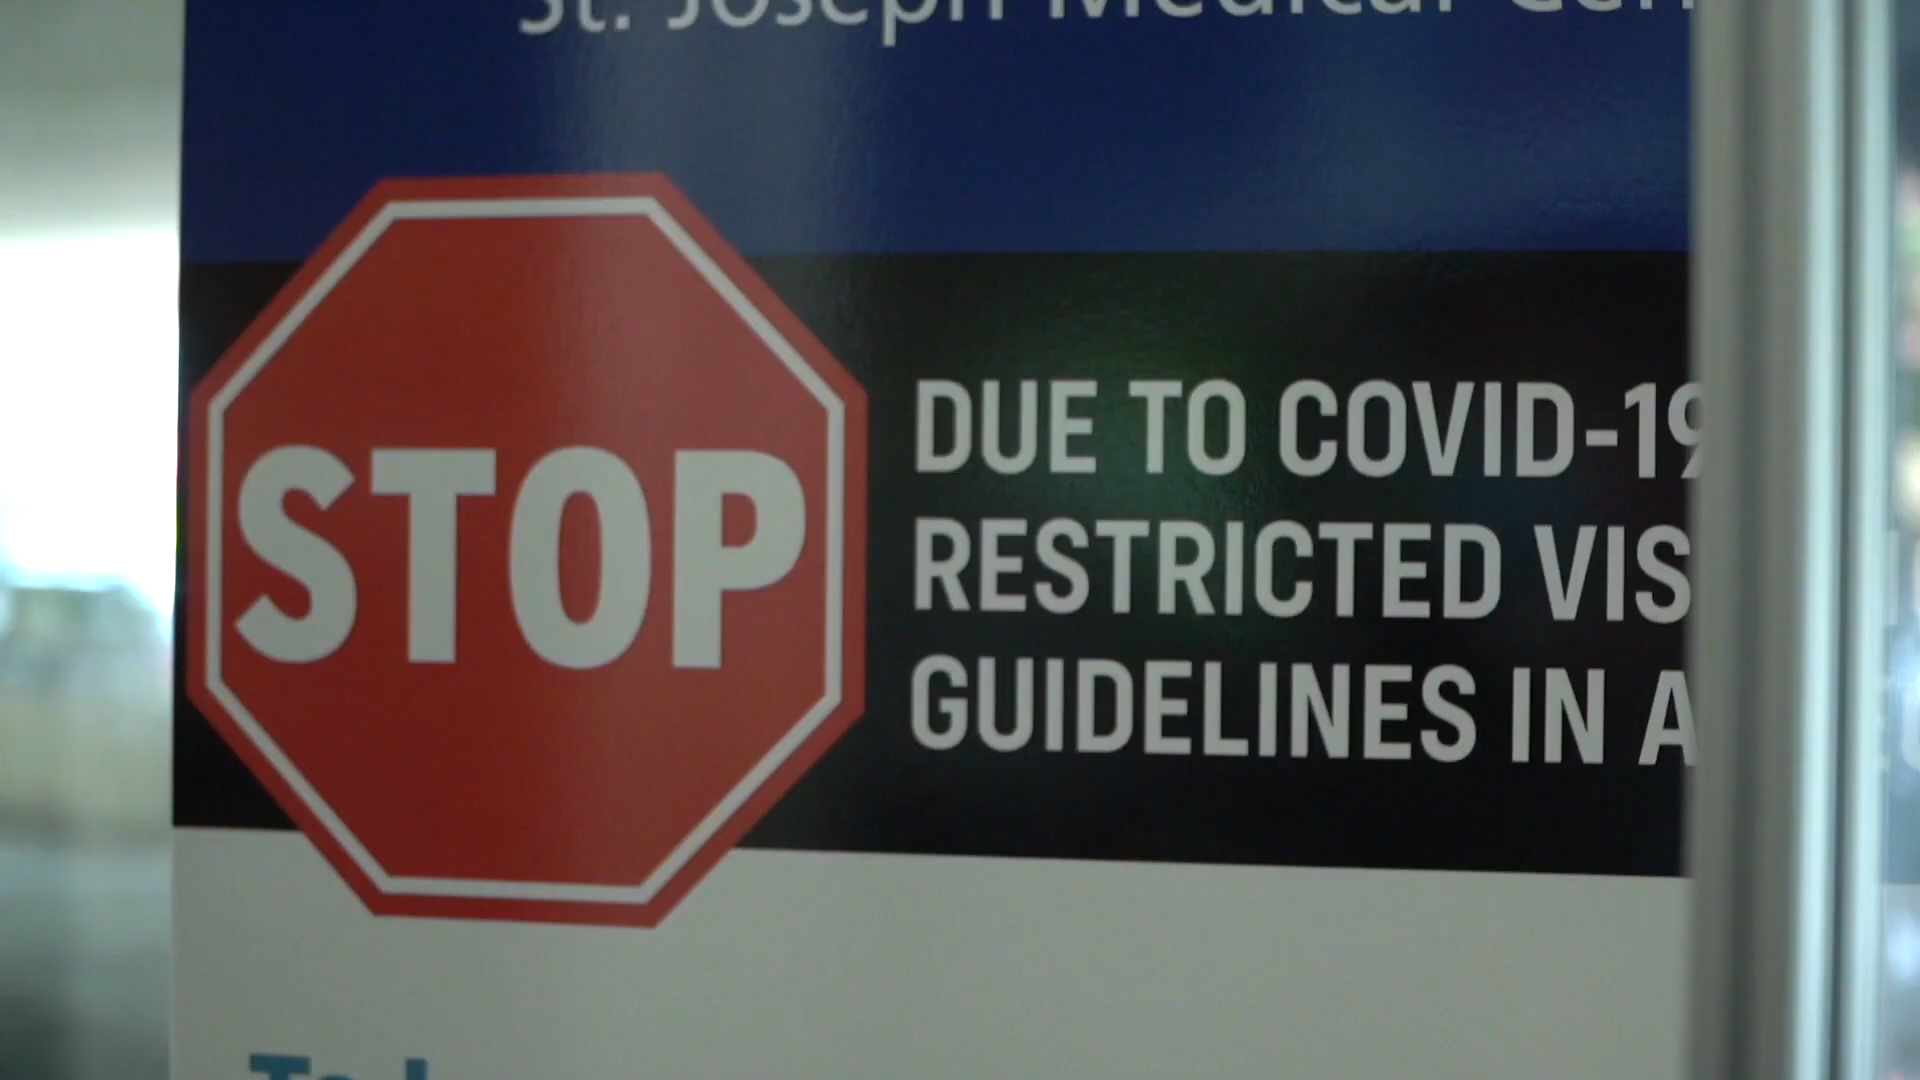 St. Joseph Medical Cen
STOP
DUE TO COVID-19
RESTRICTED VIS
GUIDELINES IN A